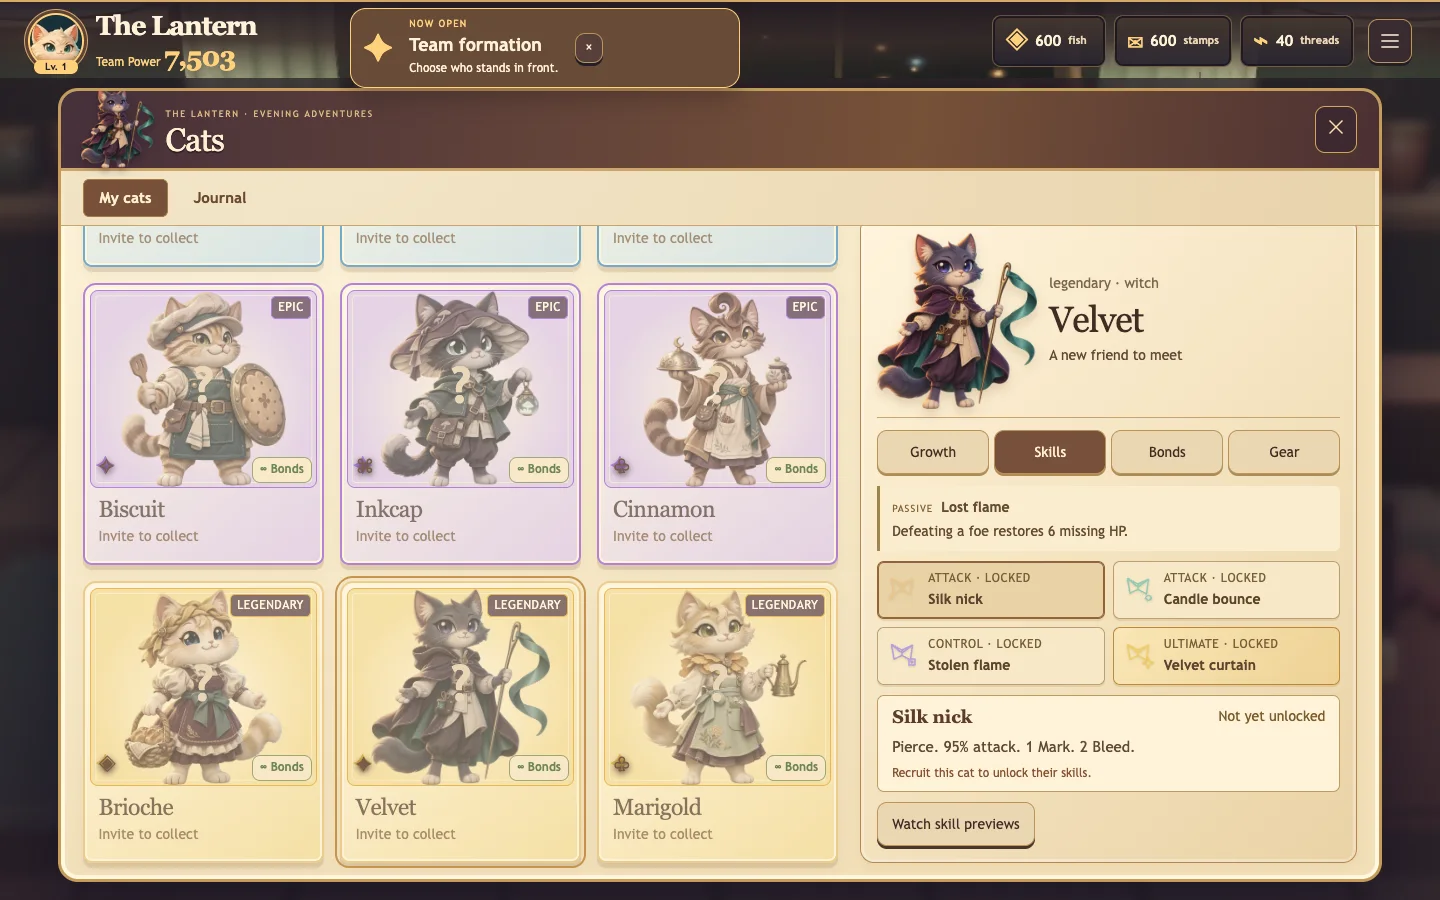 The Lantern
Team Power 7,503
Lv. 1
NOW OPEN
Team formation
Choose who stands in front.
×
600 fish
600 stamps
40 threads
THE LANTERN · EVENING ADVENTURES
Cats
My cats
Journal
Invite to collect
Invite to collect
Invite to collect
EPIC
?
∞ Bonds
Biscuit
Invite to collect
EPIC
?
∞ Bonds
Inkcap
Invite to collect
EPIC
?
∞ Bonds
Cinnamon
Invite to collect
LEGENDARY
?
∞ Bonds
Brioche
Invite to collect
LEGENDARY
?
∞ Bonds
Velvet
Invite to collect
LEGENDARY
?
∞ Bonds
Marigold
Invite to collect
legendary · witch
Velvet
A new friend to meet
Growth
Skills
Bonds
Gear
PASSIVE Lost flame
Defeating a foe restores 6 missing HP.
ATTACK · LOCKED
Silk nick
ATTACK · LOCKED
Candle bounce
CONTROL · LOCKED
Stolen flame
ULTIMATE · LOCKED
Velvet curtain
Silk nick
Not yet unlocked
Pierce. 95% attack. 1 Mark. 2 Bleed.
Recruit this cat to unlock their skills.
Watch skill previews